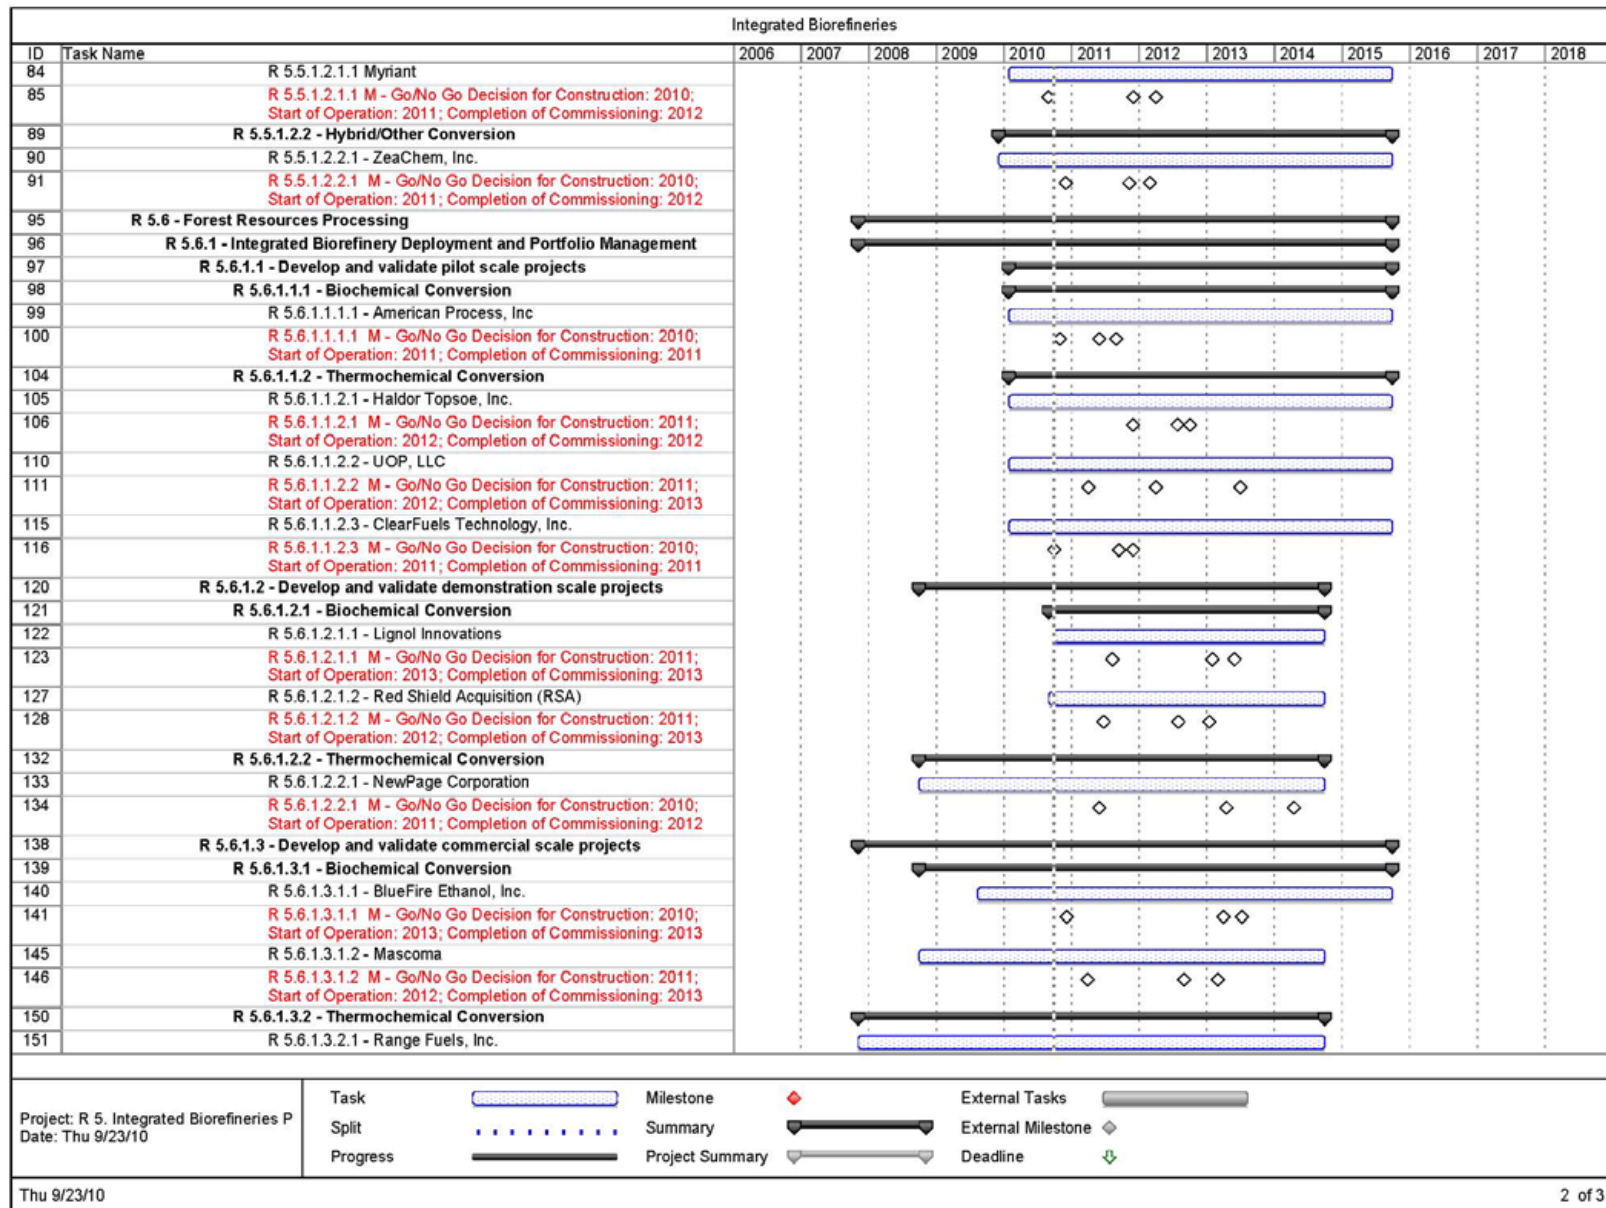 Integrated Biorefineries
ID Task Name 2006 2007 2008 2009 2010 2011 2012 2013 2014 2015 2016 2017 2018
84 R 5.5.1.2.1.1 Myriant
85 R 5.5.1.2.1.1 M - Go/No Go Decision for Construction: 2010;
Start of Operation: 2011; Completion of Commissioning: 2012
89 R 5.5.1.2.2 - Hybrid/Other Conversion
90 R 5.5.1.2.2.1 - ZeaChem, Inc.
91 R 5.5.1.2.2.1 M - Go/No Go Decision for Construction: 2010;
Start of Operation: 2011; Completion of Commissioning: 2012
95 R 5.6 - Forest Resources Processing
96 R 5.6.1 - Integrated Biorefinery Deployment and Portfolio Management
97 R 5.6.1.1 - Develop and validate pilot scale projects
98 R 5.6.1.1.1 - Biochemical Conversion
99 R 5.6.1.1.1.1 - American Process, Inc
100 R 5.6.1.1.1.1 M - Go/No Go Decision for Construction: 2010;
Start of Operation: 2011; Completion of Commissioning: 2011
104 R 5.6.1.1.2 - Thermochemical Conversion
105 R 5.6.1.1.2.1 - Haldor Topsoe, Inc.
106 R 5.6.1.1.2.1 M - Go/No Go Decision for Construction: 2011;
Start of Operation: 2012; Completion of Commissioning: 2012
110 R 5.6.1.1.2.2 - UOP, LLC
111 R 5.6.1.1.2.2 M - Go/No Go Decision for Construction: 2011;
Start of Operation: 2012; Completion of Commissioning: 2013
115 R 5.6.1.1.2.3 - ClearFuels Technology, Inc.
116 R 5.6.1.1.2.3 M - Go/No Go Decision for Construction: 2010;
Start of Operation: 2011; Completion of Commissioning: 2011
120 R 5.6.1.2 - Develop and validate demonstration scale projects
121 R 5.6.1.2.1 - Biochemical Conversion
122 R 5.6.1.2.1.1 - Lignol Innovations
123 R 5.6.1.2.1.1 M - Go/No Go Decision for Construction: 2011;
Start of Operation: 2013; Completion of Commissioning: 2013
127 R 5.6.1.2.1.2 - Red Shield Acquisition (RSA)
128 R 5.6.1.2.1.2 M - Go/No Go Decision for Construction: 2011;
Start of Operation: 2012; Completion of Commissioning: 2013
132 R 5.6.1.2.2 - Thermochemical Conversion
133 R 5.6.1.2.2.1 - NewPage Corporation
134 R 5.6.1.2.2.1 M - Go/No Go Decision for Construction: 2010;
Start of Operation: 2011; Completion of Commissioning: 2012
138 R 5.6.1.3 - Develop and validate commercial scale projects
139 R 5.6.1.3.1 - Biochemical Conversion
140 R 5.6.1.3.1.1 - BlueFire Ethanol, Inc.
141 R 5.6.1.3.1.1 M - Go/No Go Decision for Construction: 2010;
Start of Operation: 2013; Completion of Commissioning: 2013
145 R 5.6.1.3.1.2 - Mascoma
146 R 5.6.1.3.1.2 M - Go/No Go Decision for Construction: 2011;
Start of Operation: 2012; Completion of Commissioning: 2013
150 R 5.6.1.3.2 - Thermochemical Conversion
151 R 5.6.1.3.2.1 - Range Fuels, Inc.
Project: R 5. Integrated Biorefineries P
Date: Thu 9/23/10
Task Milestone External Tasks
Split Summary External Milestone
Progress Project Summary Deadline
Thu 9/23/10 2 of 3